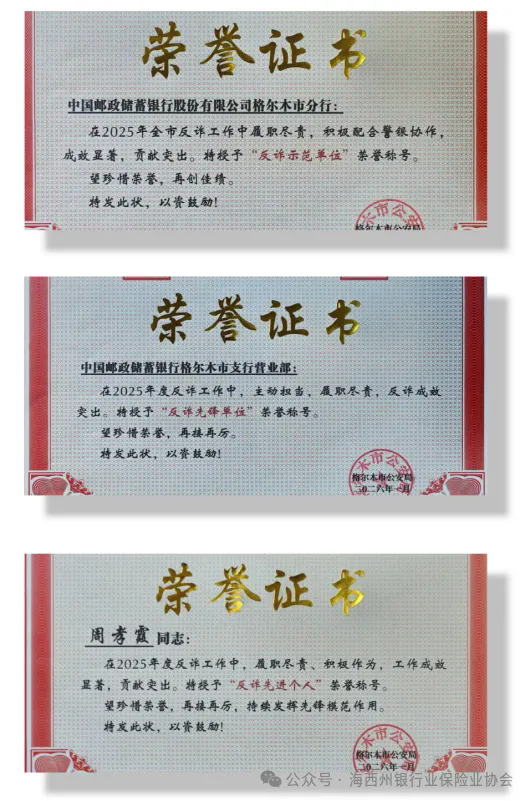 荣誉证书
中国邮政储蓄银行股份有限公司格尔木市分行：
在2025年全市反诈工作中履职尽责，积极配合警银协作，
成效显著，贡献突出。特授予“反诈示范单位”荣誉称号。
望珍惜荣誉，再创佳绩。
特发此状，以资鼓励！
格尔木市公安局
荣誉证书
中国邮政储蓄银行格尔木市支行营业部：
在2025年度反诈工作中，主动担当，履职尽责，反诈成效
突出。特授予“反诈先锋单位”荣誉称号。
望珍惜荣誉，再接再厉。
特发此状，以资鼓励！
格尔木市公安局
二〇二六年一月
荣誉证书
周孝霞同志：
在2025年度反诈工作中，履职尽责、积极作为，工作成效
显著，贡献突出。特授予“反诈先进个人”荣誉称号。
望珍惜荣誉，再接再厉，持续发挥先锋模范作用。
特发此状，以资鼓励！
格尔木市公安局
二〇二六年一月
公众号·海西州银行业保险业协会